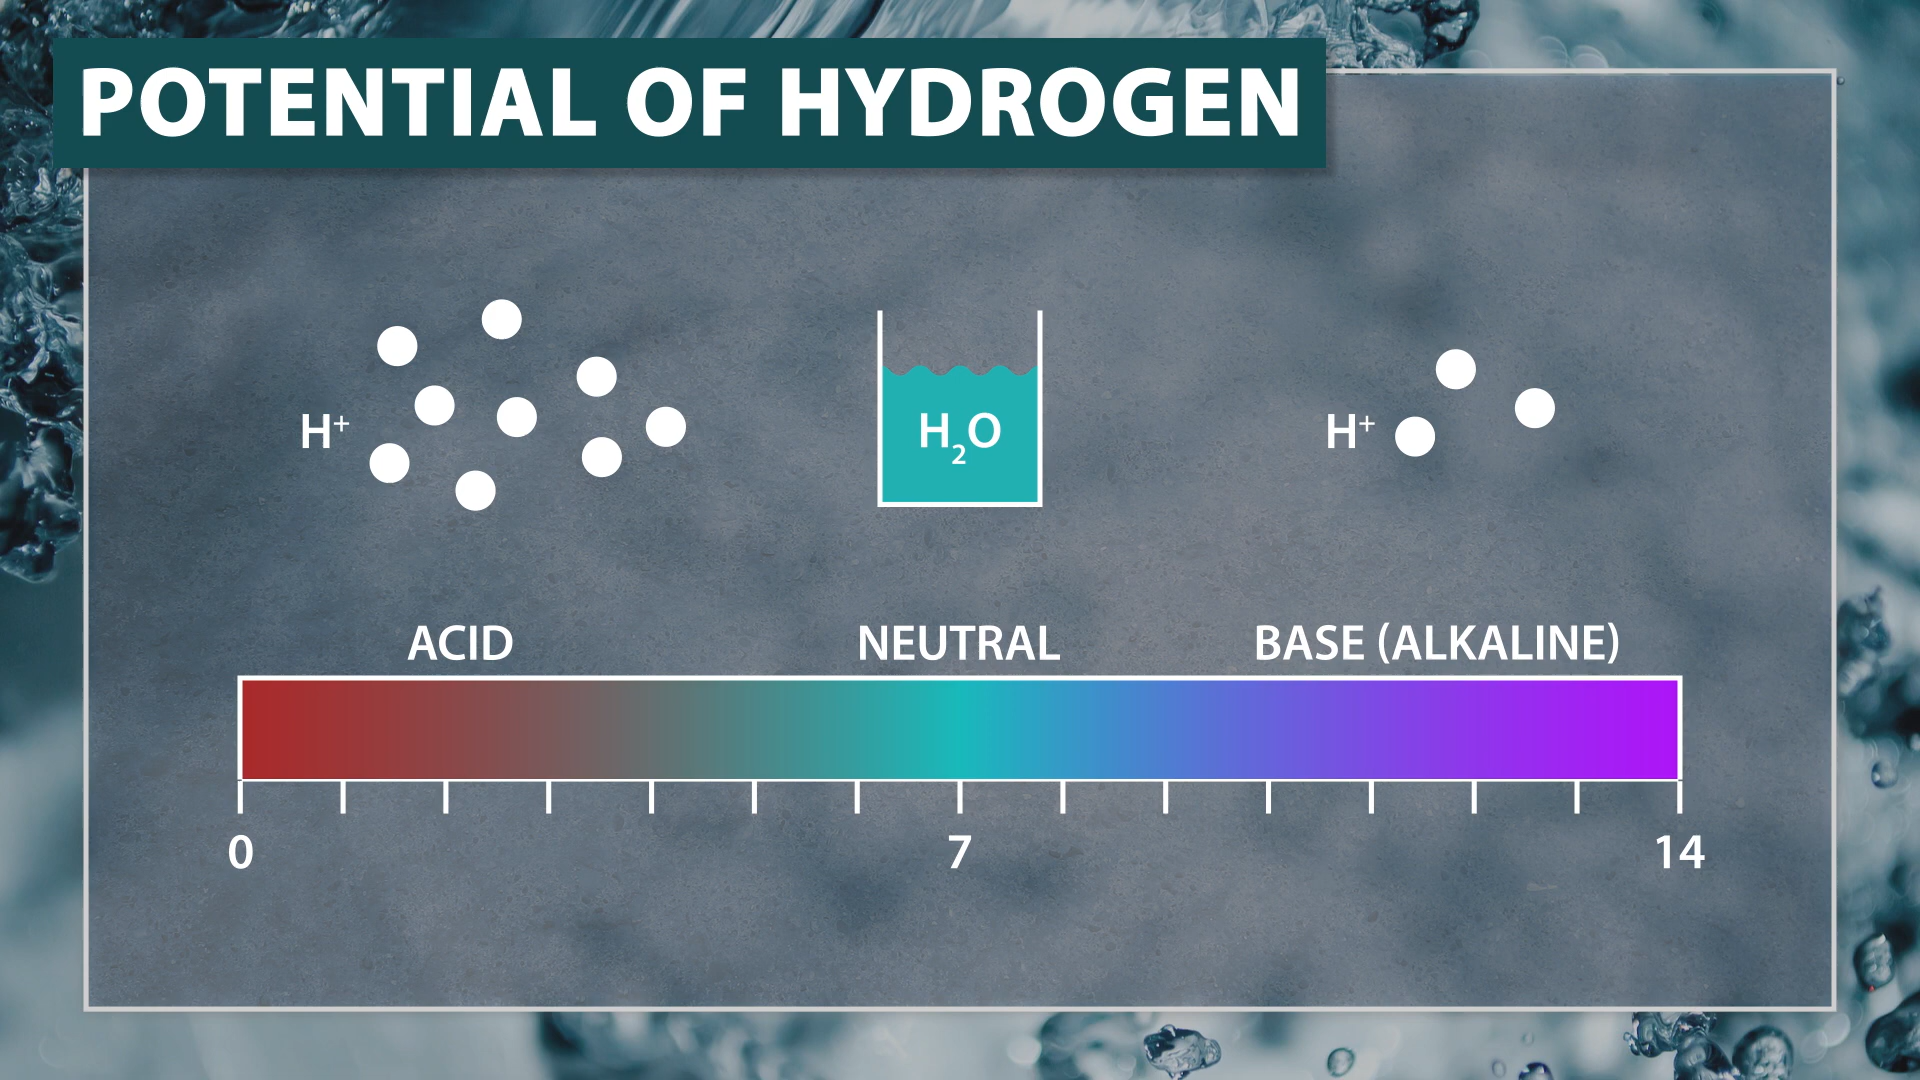 POTENTIAL OF HYDROGEN
H⁺
H₂O
H⁺
ACID
NEUTRAL
BASE (ALKALINE)
0
7
14